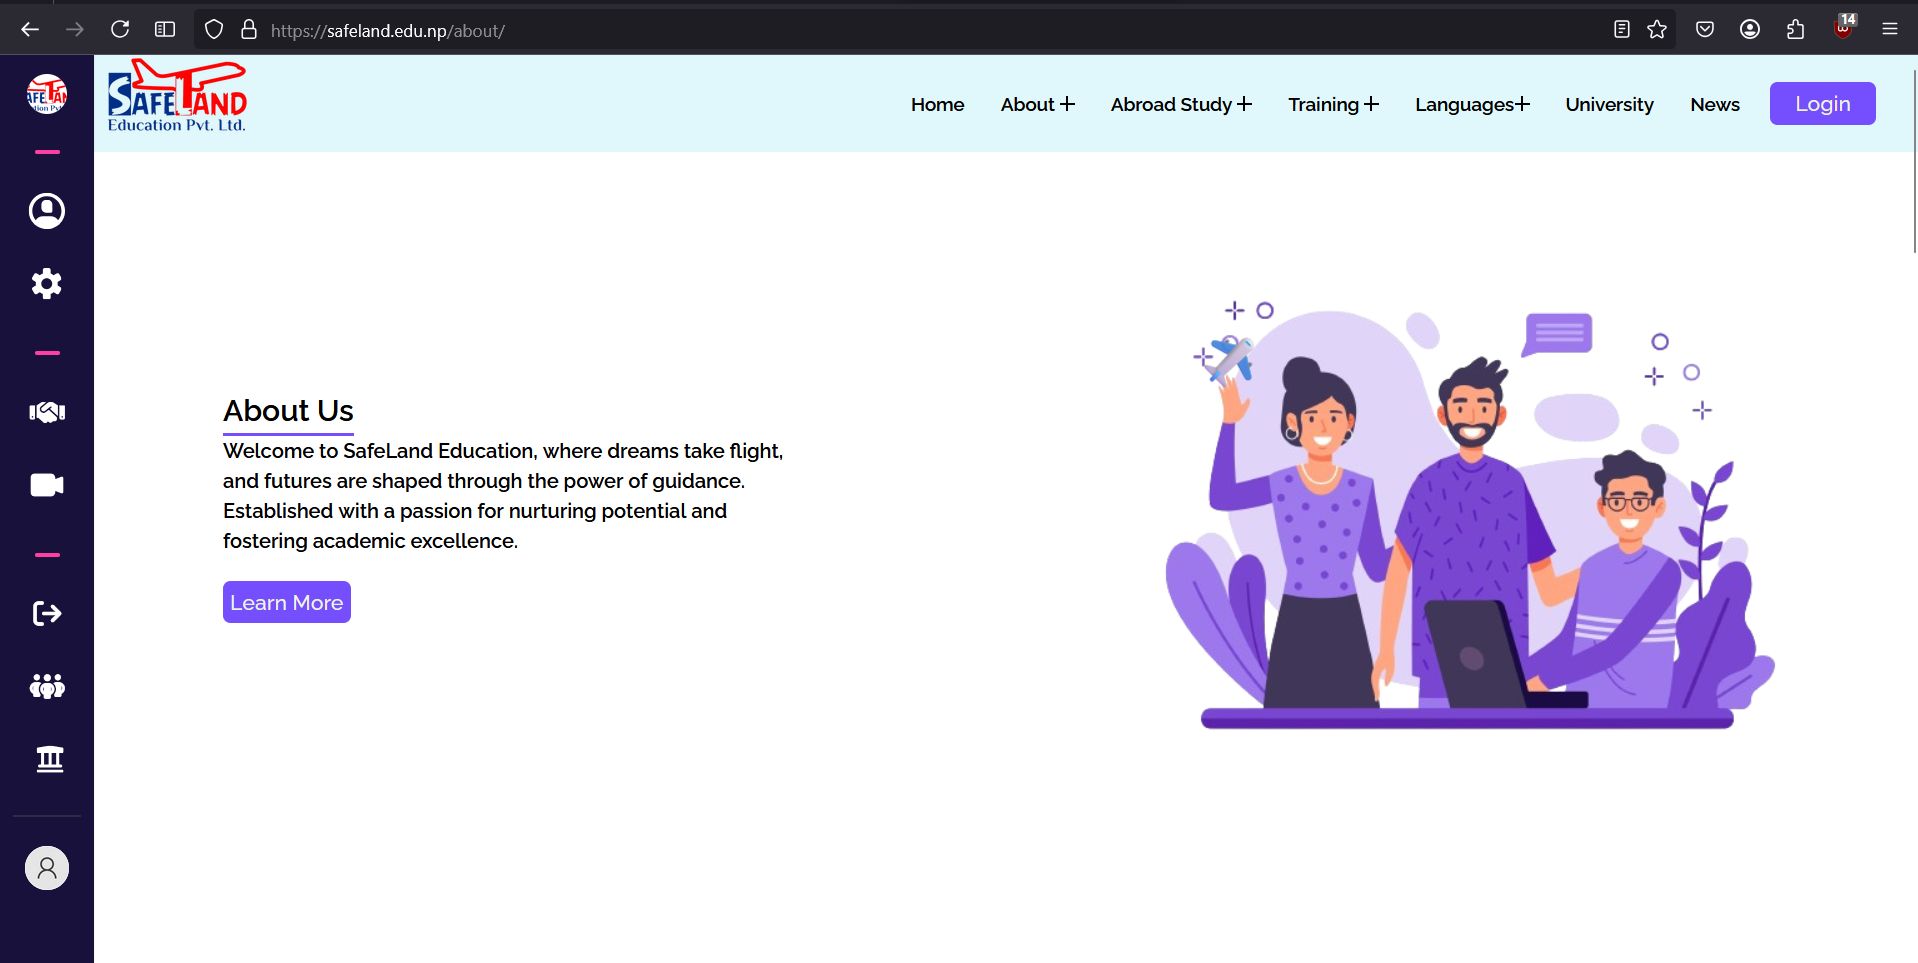 https://safeland.edu.np/about/
14
SAFELAND
Education Pvt. Ltd.
Home
About +
Abroad Study +
Training +
Languages+
University
News
Login
About Us
Welcome to SafeLand Education, where dreams take flight,
and futures are shaped through the power of guidance.
Established with a passion for nurturing potential and
fostering academic excellence.
Learn More